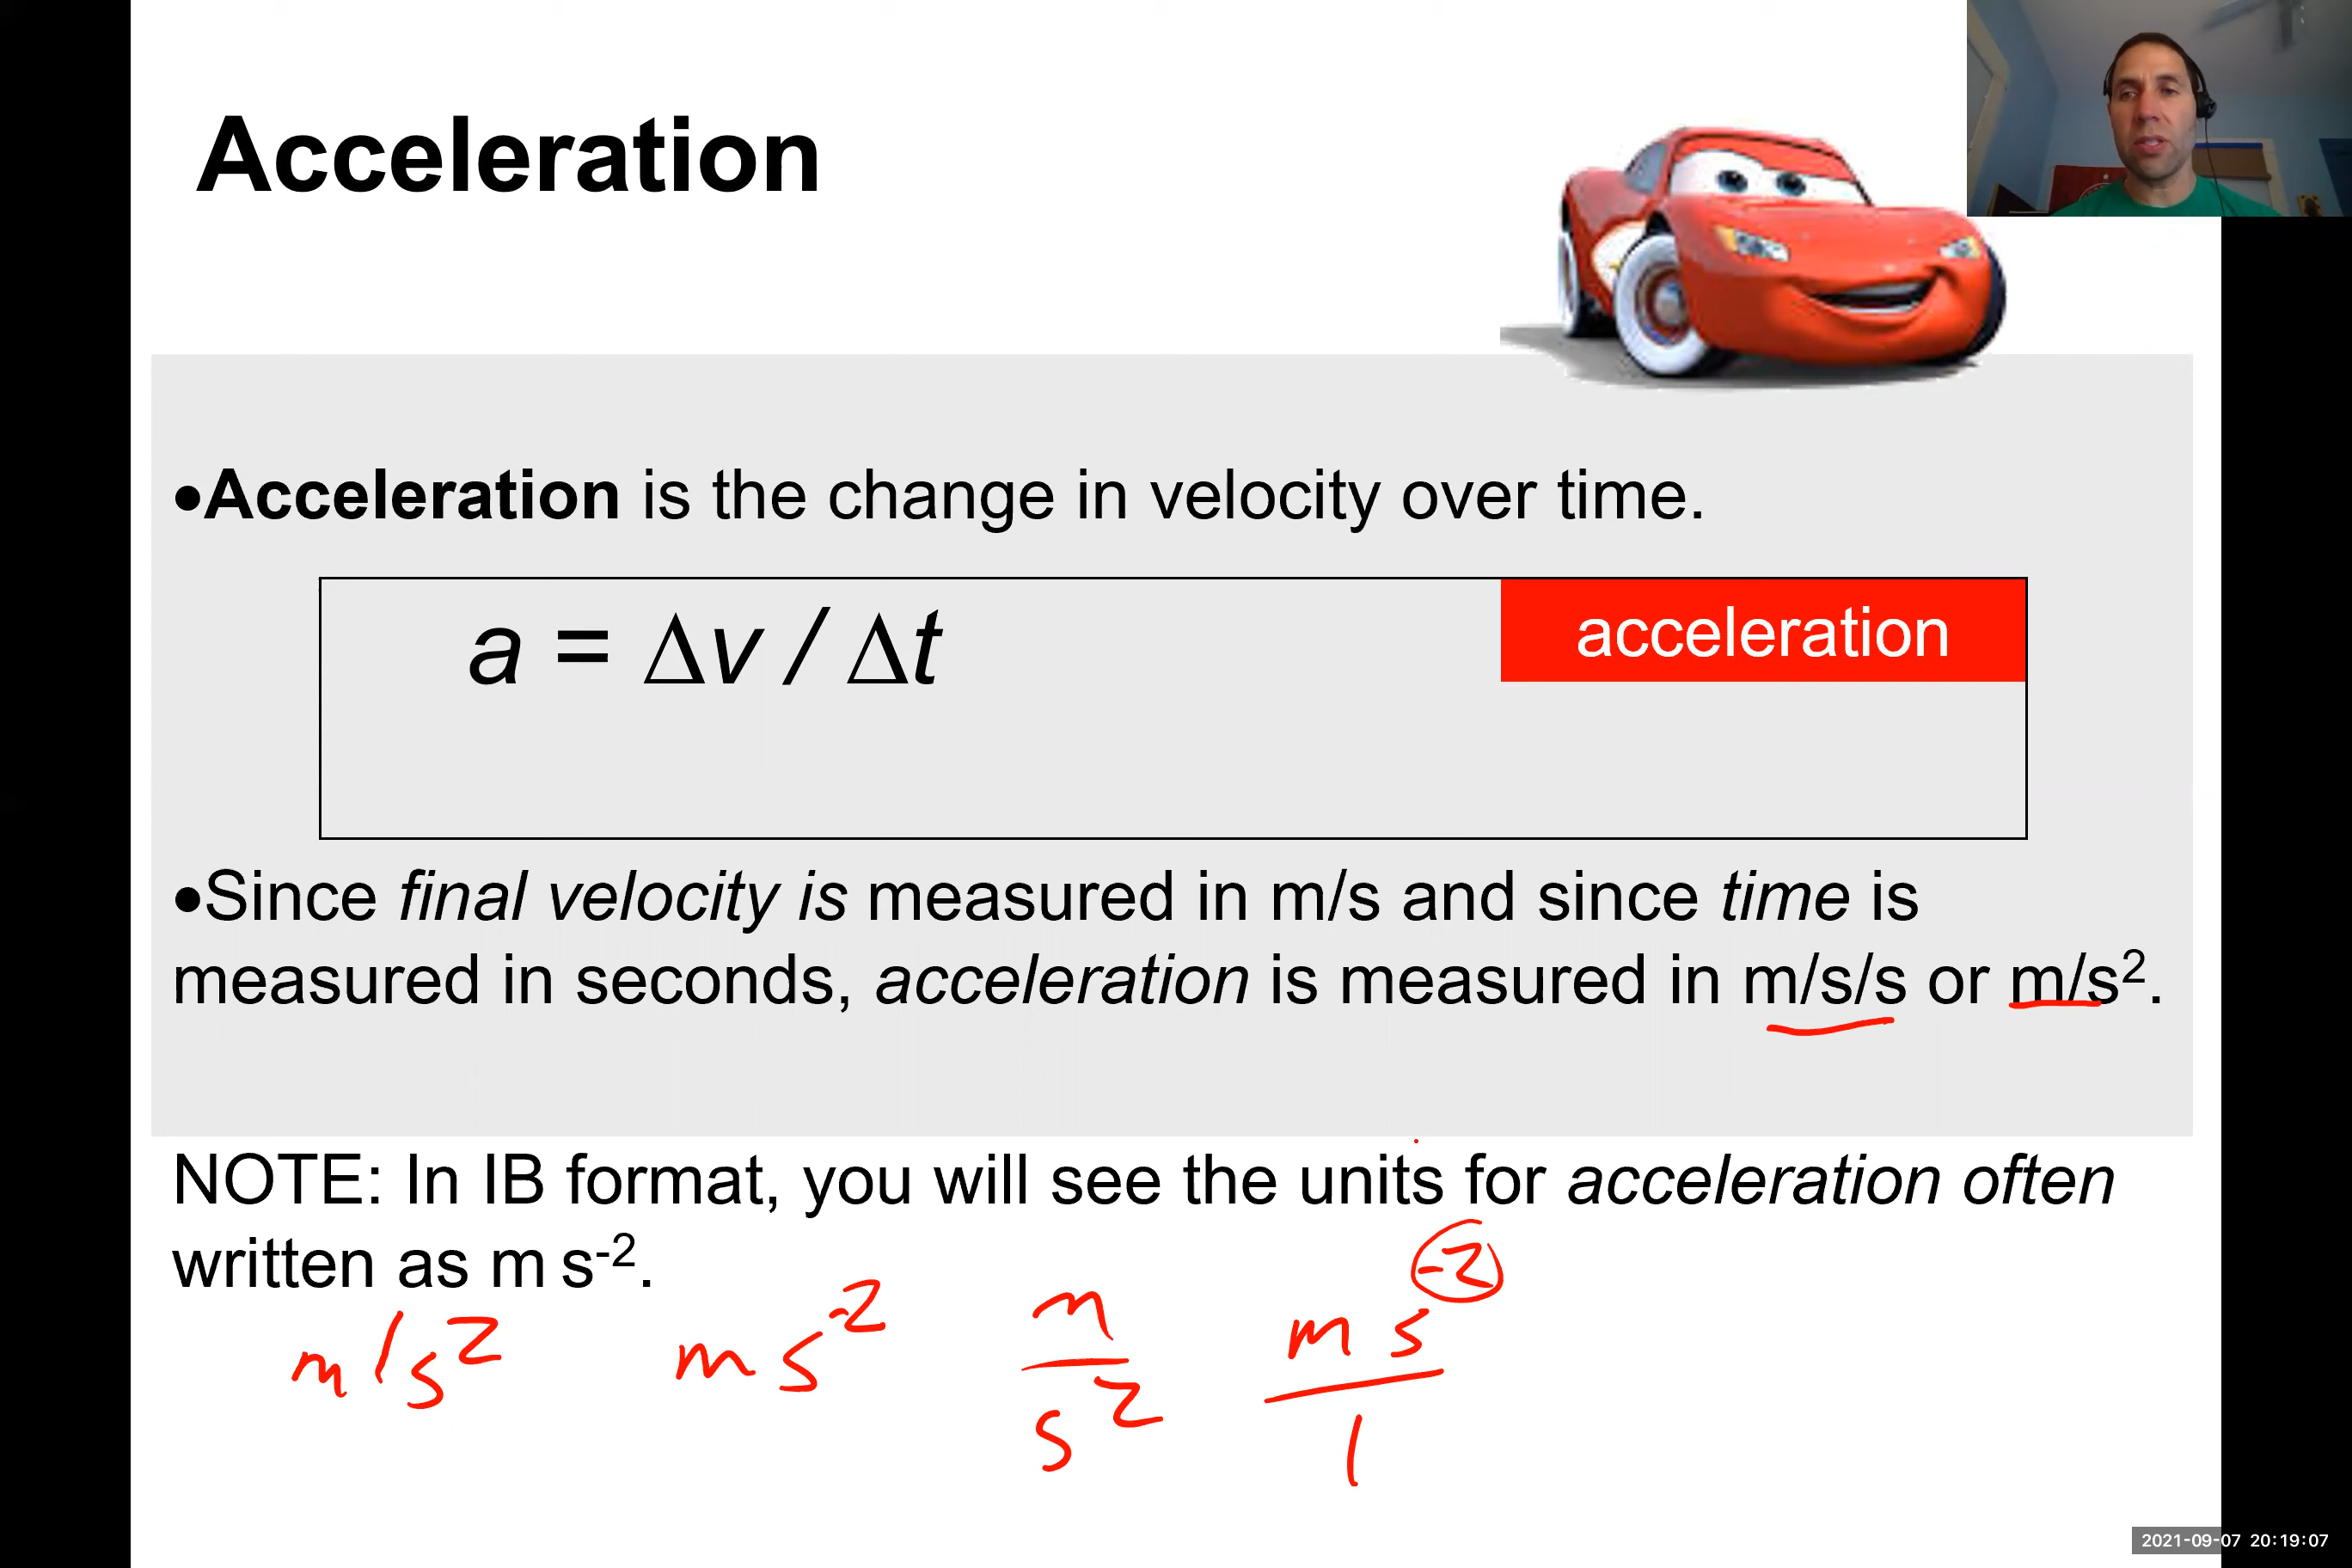 Acceleration
•Acceleration is the change in velocity over time.
a = Δv / Δt
acceleration
•Since final velocity is measured in m/s and since time is
measured in seconds, acceleration is measured in m/s/s or m/s².
NOTE: In IB format, you will see the units for acceleration often
written as m s⁻².
m/s² m s⁻² m/s² m s⁻²/1
2021-09-07 20:19:07